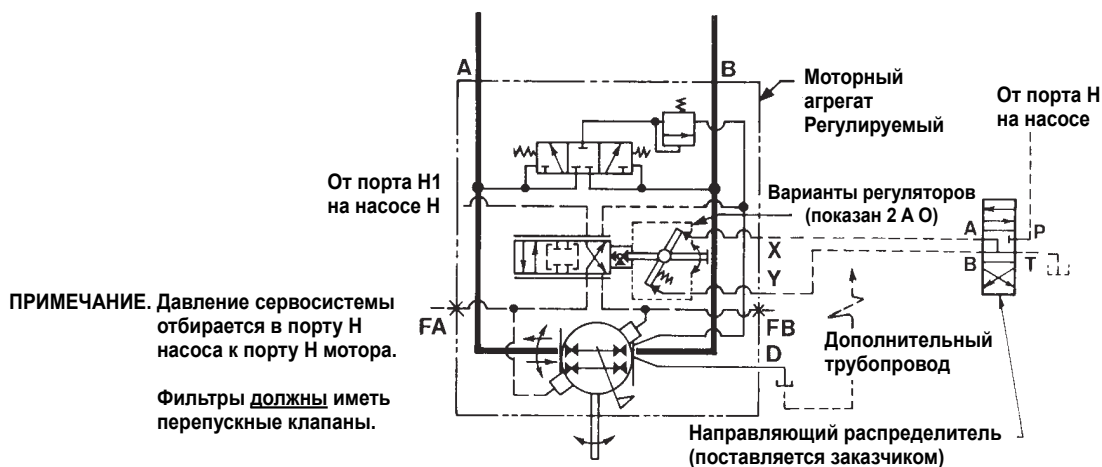 A
B
Моторный
агрегат
Регулируемый
От порта H
на насосе
От порта H1
на насосе H
Варианты регуляторов
(показан 2 A O)
A
P
X
B
T
Y
ПРИМЕЧАНИЕ. Давление сервосистемы
отбирается в порту H
насоса к порту H мотора.
FA
FB
D
Дополнительный
трубопровод
Фильтры должны иметь
перепускные клапаны.
Направляющий распределитель
(поставляется заказчиком)